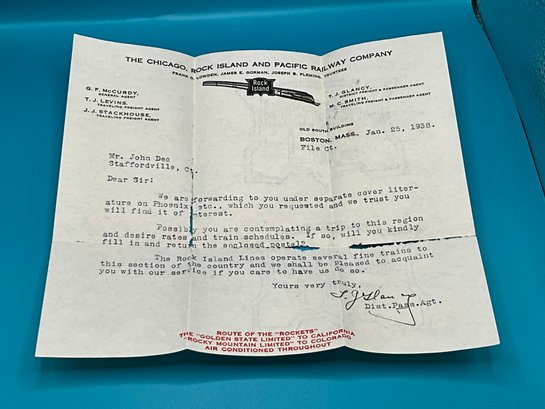 THE CHICAGO, ROCK ISLAND AND PACIFIC RAILWAY COMPANY
FRANK O. LOWDEN, JAMES E. GORMAN, JOSEPH B. FLEMING, TRUSTEES
Rock
Island
G. F. McCURDY,
GENERAL AGENT
T. J. LEVINS,
TRAVELING FREIGHT AGENT
J. J. STACKHOUSE,
TRAVELING FREIGHT AGENT
T. J. GLANCY,
DISTRICT FREIGHT & PASSENGER AGENT
M. C. SMITH,
TRAVELING FREIGHT & PASSENGER AGENT
OLD SOUTH BUILDING
BOSTON, MASS., Jan. 25, 1938.
File Ct.
Mr. John Dec
Staffordville, Ct.
Dear Sir:
We are forwarding to you under separate cover liter-
ature on Phoenix etc., which you requested and we trust you
will find it of interest.
Possibly you are contemplating a trip to this region
and desire rates and train schedules. If so, will you kindly
fill in and return the enclosed postal?
The Rock Island Lines operate several fine trains to
this section of the country and we shall be pleased to acquaint
you with our service if you care to have us do so.
Yours very truly,
T. J. Glancy
Dist. Pass. Agt.
ROUTE OF THE "ROCKETS"
THE "GOLDEN STATE LIMITED" TO CALIFORNIA
"ROCKY MOUNTAIN LIMITED" TO COLORADO
AIR CONDITIONED THROUGHOUT